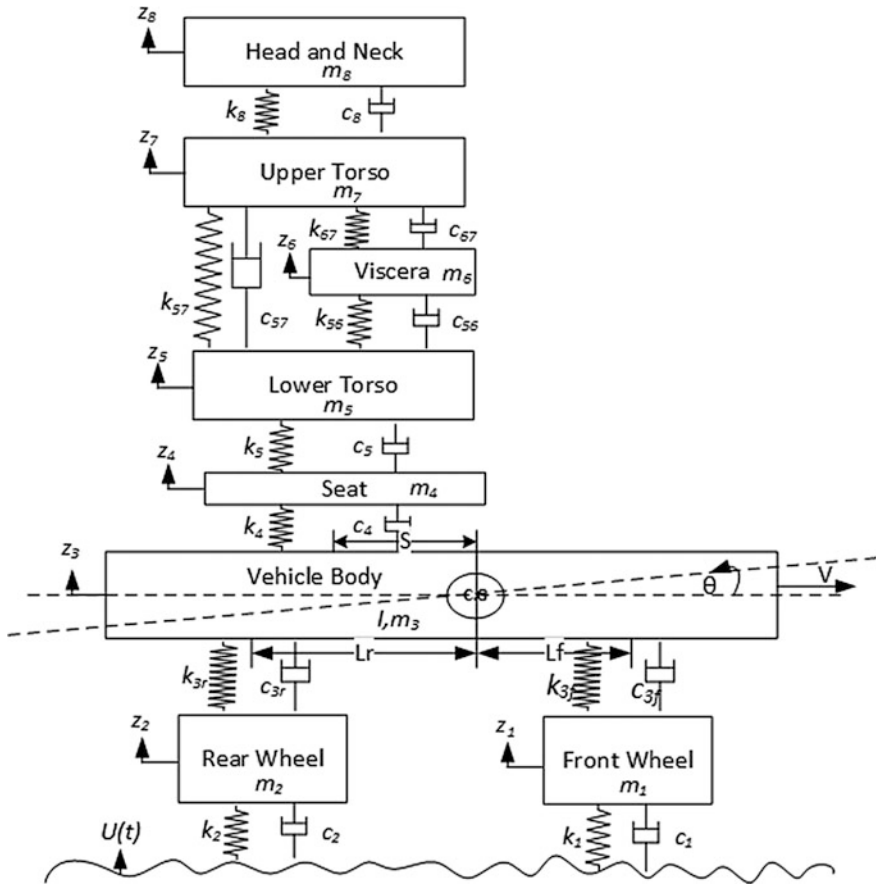 z8
Head and Neck
m8
k8
c8
z7
Upper Torso
m7
k67
c67
z6
Viscera m6
k57
c57
k56
c56
z5
Lower Torso
m5
k5
c5
z4
Seat m4
k4
c4
S
z3
Vehicle Body
θ
V
I,m3
Lr
Lf
k3r
c3r
k3f
c3f
z2
Rear Wheel
m2
z1
Front Wheel
m1
U(t)
k2
c2
k1
c1